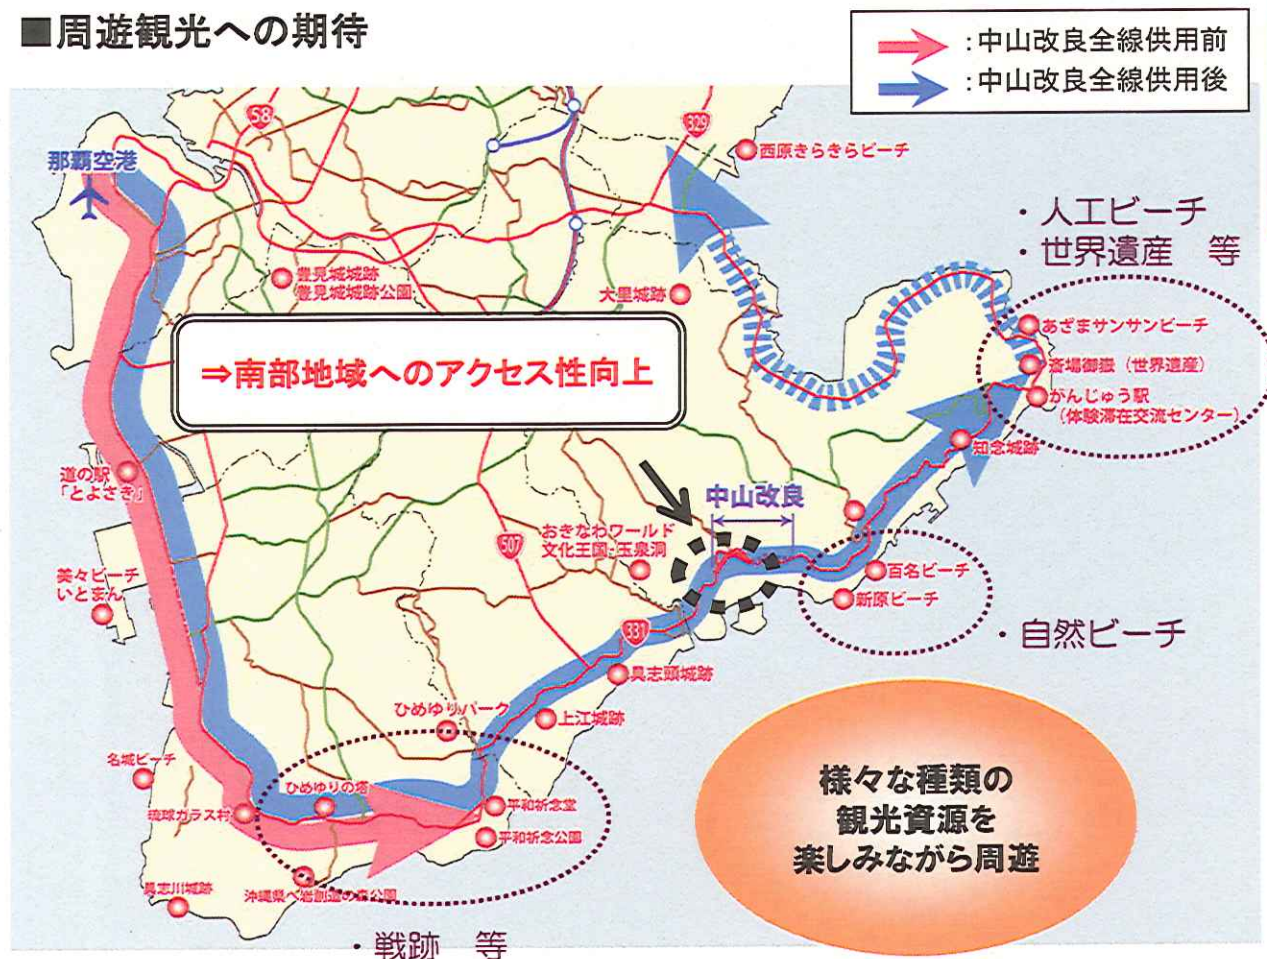 ■周遊観光への期待
:中山改良全線供用前
:中山改良全線供用後
58
329
那覇空港
西原きらきらビーチ
・人工ビーチ
・世界遺産 等
豊見城城跡
豊見城城跡公園
大里城跡
あざまサンサンビーチ
⇒南部地域へのアクセス性向上
斎場御嶽(世界遺産)
がんじゅう駅
(体験滞在交流センター)
知念城跡
道の駅
「とよさき」
中山改良
おきなわワールド
文化王国・玉泉洞
507
美々ビーチ
いとまん
百名ビーチ
新原ビーチ
331
・自然ビーチ
具志頭城跡
ひめゆりパーク
上江城跡
名城ビーチ
ひめゆりの塔
琉球ガラス村
平和祈念堂
平和祈念公園
様々な種類の
観光資源を
楽しみながら周遊
具志川城跡
・戦跡 等